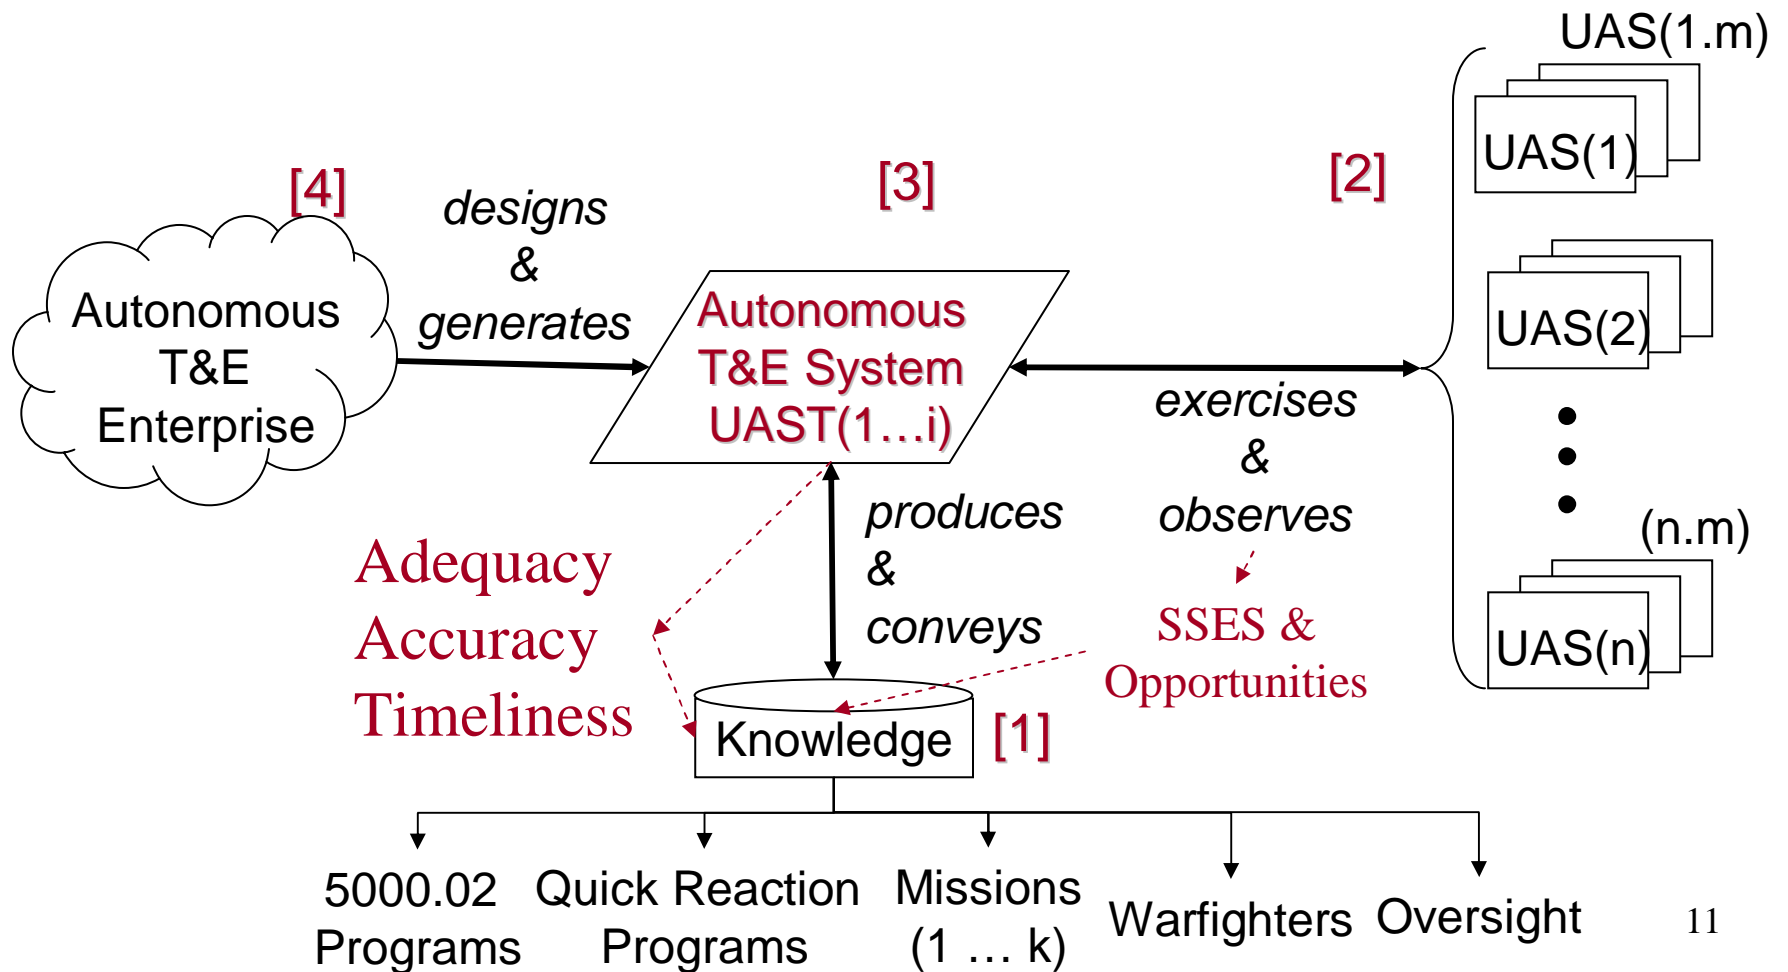 UAS(1.m)
UAS(1)
[4]
[3]
[2]
designs
&
generates
Autonomous
T&E
Enterprise
Autonomous
T&E System
UAST(1…i)
UAS(2)
exercises
&
observes
produces
&
conveys
(n.m)
UAS(n)
Adequacy
Accuracy
Timeliness
SSES &
Opportunities
Knowledge
[1]
5000.02
Programs
Quick Reaction
Programs
Missions
(1 … k)
Warfighters
Oversight
11